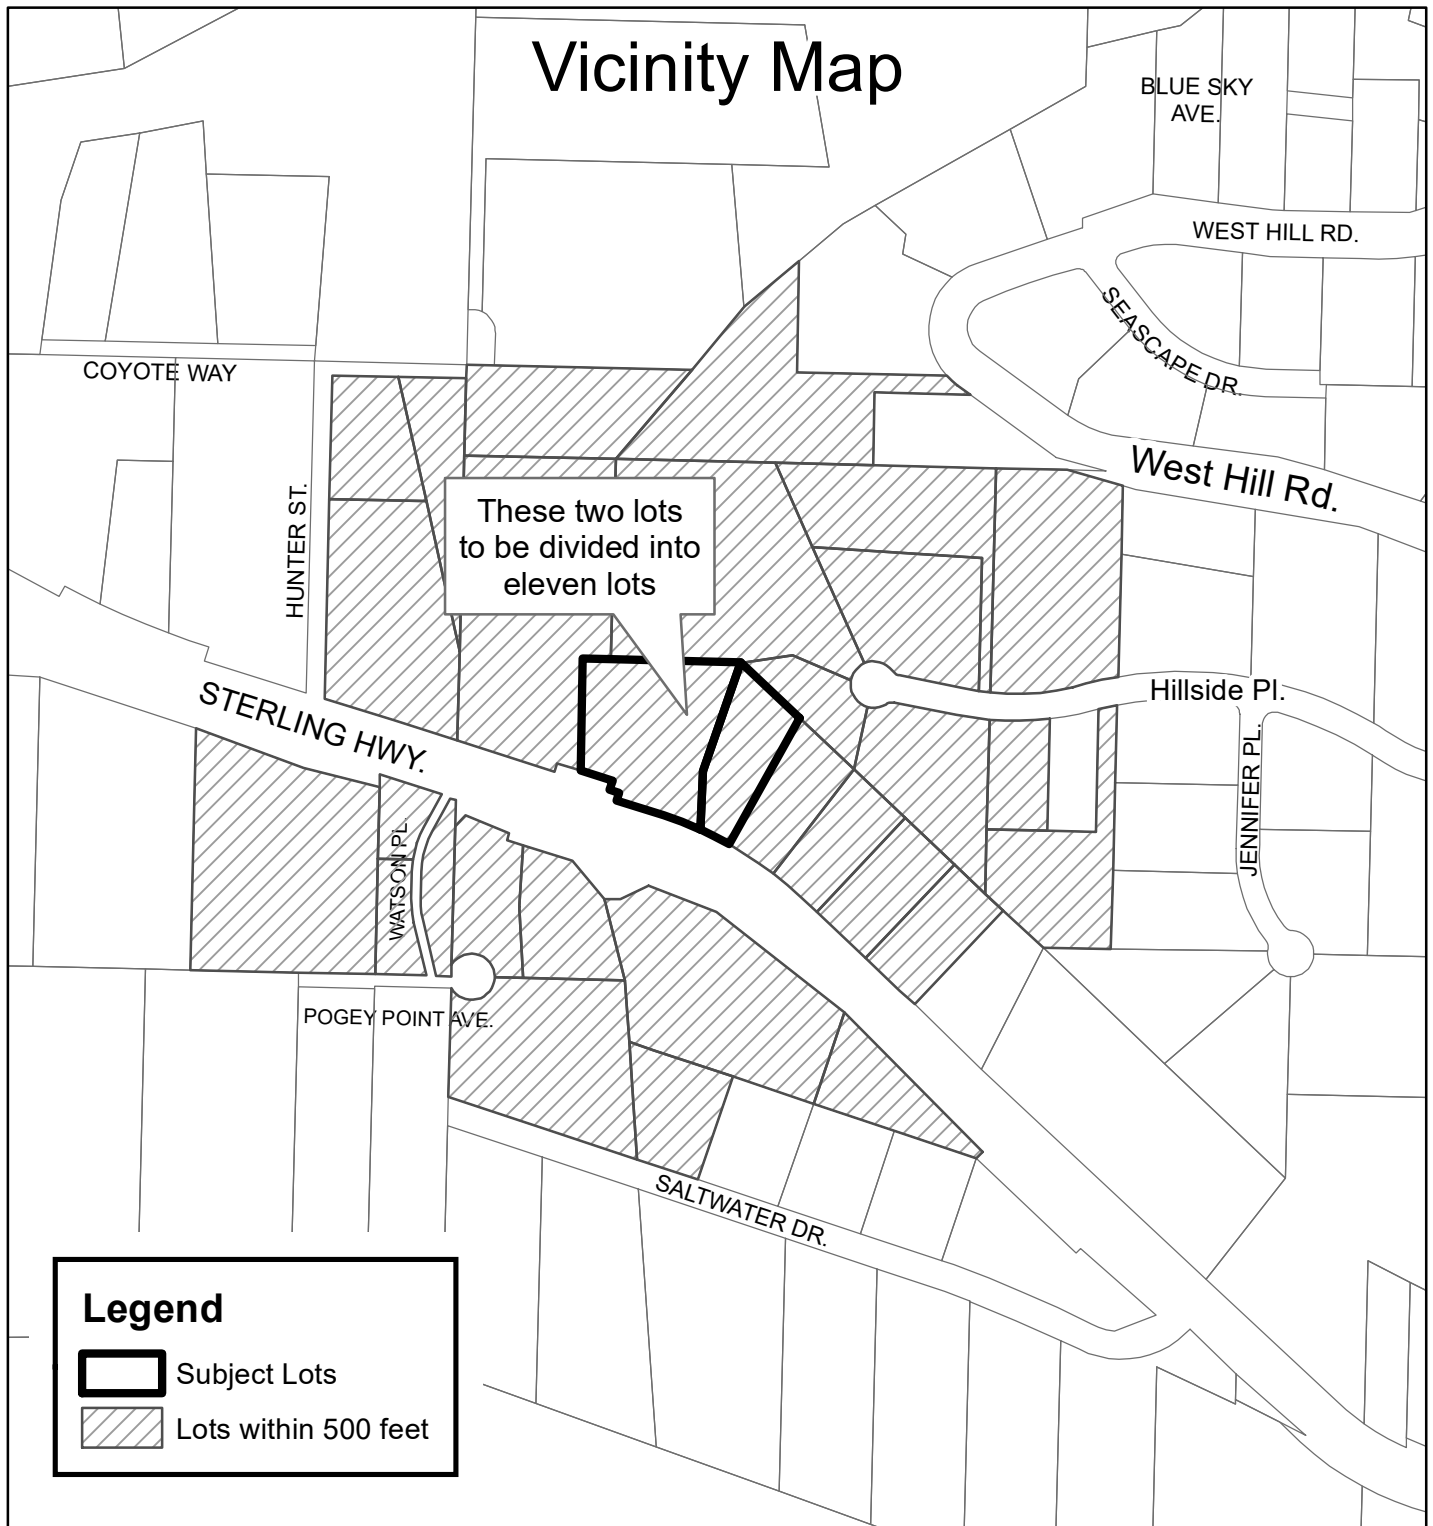 Vicinity Map
BLUE SKY
AVE.
WEST HILL RD.
SEASCAPE DR.
COYOTE WAY
West Hill Rd.
HUNTER ST.
These two lots
to be divided into
eleven lots
Hillside Pl.
STERLING HWY.
JENNIFER PL.
WATSON PL.
POGEY POINT AVE.
SALTWATER DR.
Legend
Subject Lots
Lots within 500 feet